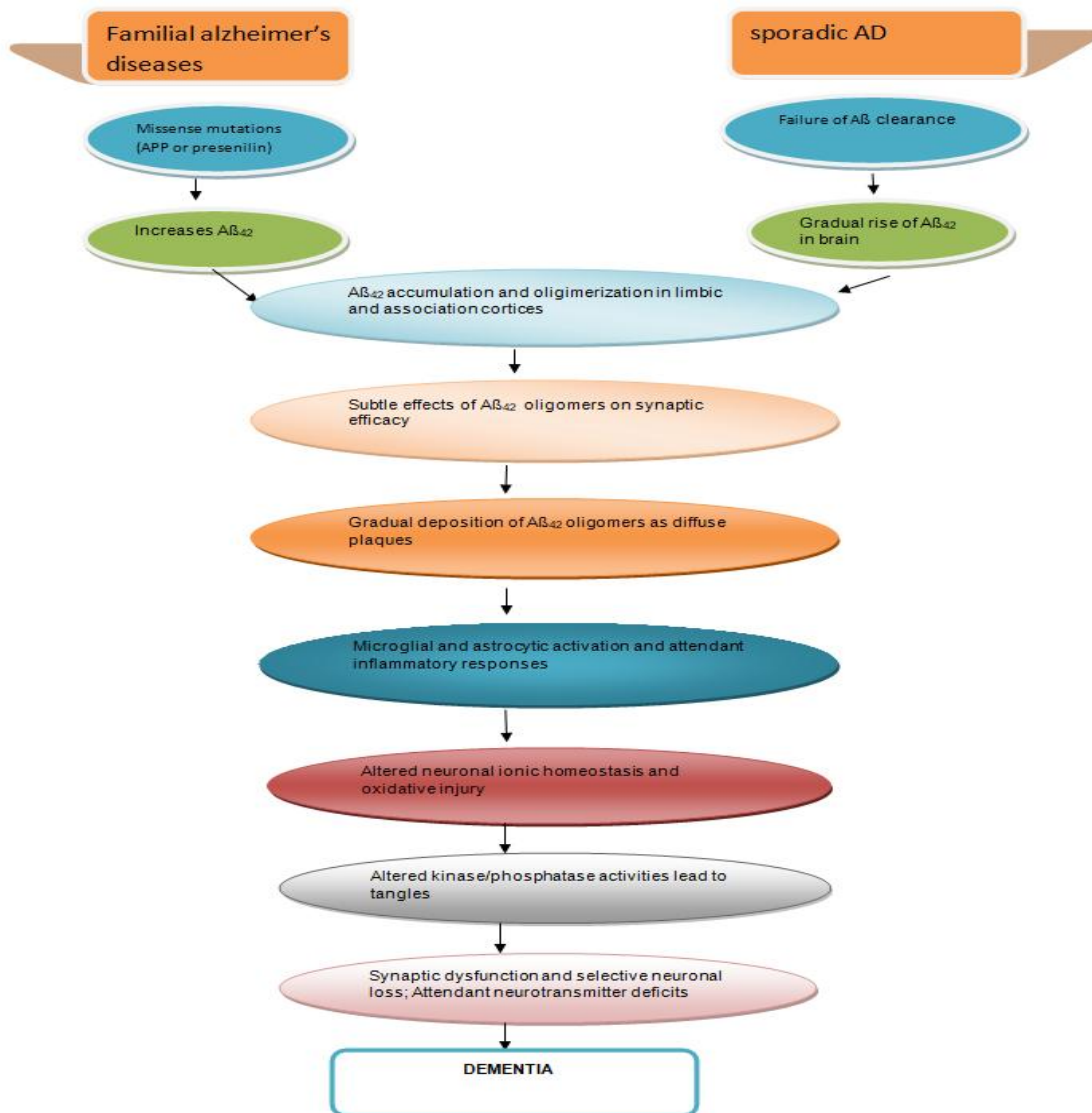 Familial alzheimer's
diseases
sporadic AD
Missense mutations
(APP or presenilin)
Failure of Aß clearance
Increases Aß₄₂
Gradual rise of Aß₄₂
in brain
Aß₄₂ accumulation and oligimerization in limbic
and association cortices
Subtle effects of Aß₄₂ oligomers on synaptic
efficacy
Gradual deposition of Aß₄₂ oligomers as diffuse
plaques
Microglial and astrocytic activation and attendant
inflammatory responses
Altered neuronal ionic homeostasis and
oxidative injury
Altered kinase/phosphatase activities lead to
tangles
Synaptic dysfunction and selective neuronal
loss; Attendant neurotransmitter deficits
DEMENTIA